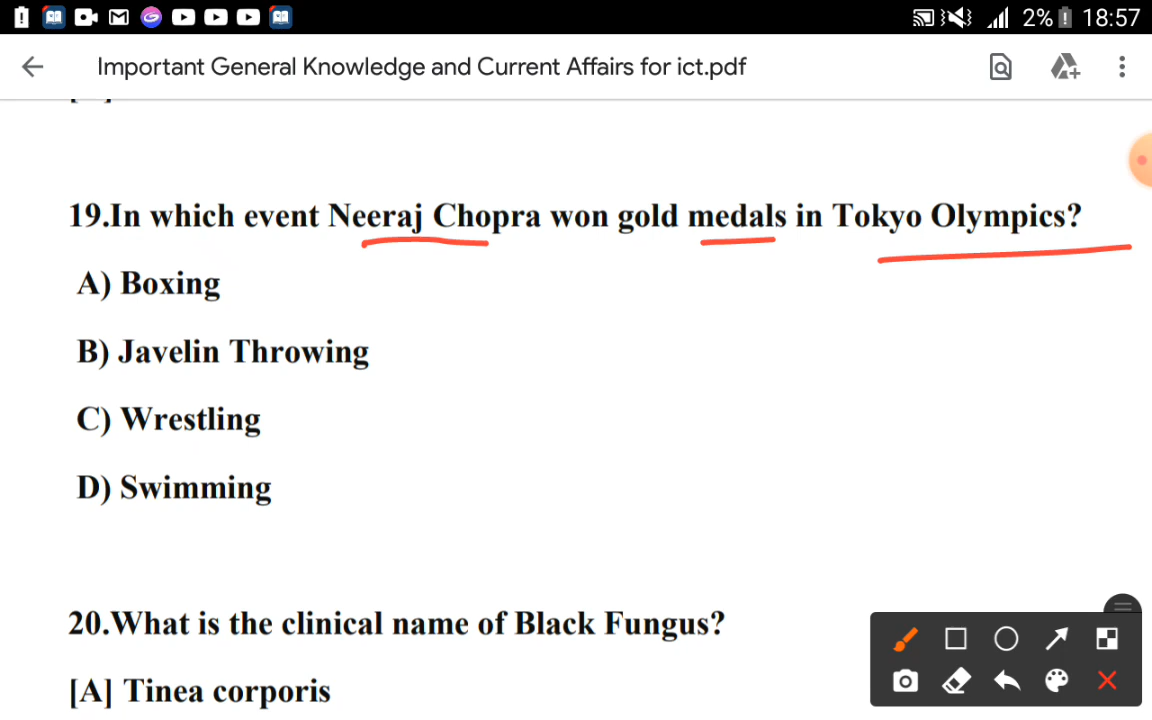 2% 18:57
Important General Knowledge and Current Affairs for ict.pdf
19.In which event Neeraj Chopra won gold medals in Tokyo Olympics?
A) Boxing
B) Javelin Throwing
C) Wrestling
D) Swimming
20.What is the clinical name of Black Fungus?
[A] Tinea corporis